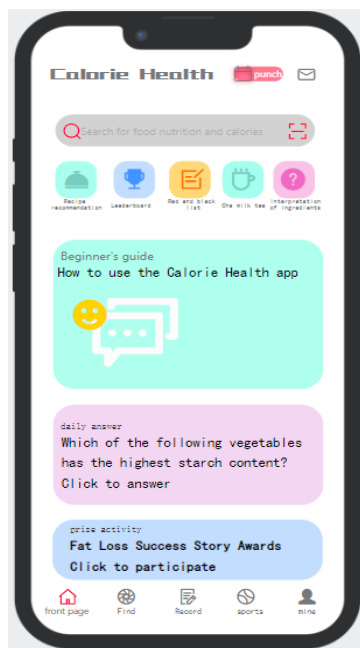 Calorie Health
punch
Search for food nutrition and calories
Recipe
recommendation
Leaderboard
Red and black
list
Cha milk tea
Interpretation
of ingredients
Beginner's guide
How to use the Calorie Health app
daily answer
Which of the following vegetables
has the highest starch content?
Click to answer
prize activity
Fat Loss Success Story Awards
Click to participate
front page
Find
Record
sports
mine